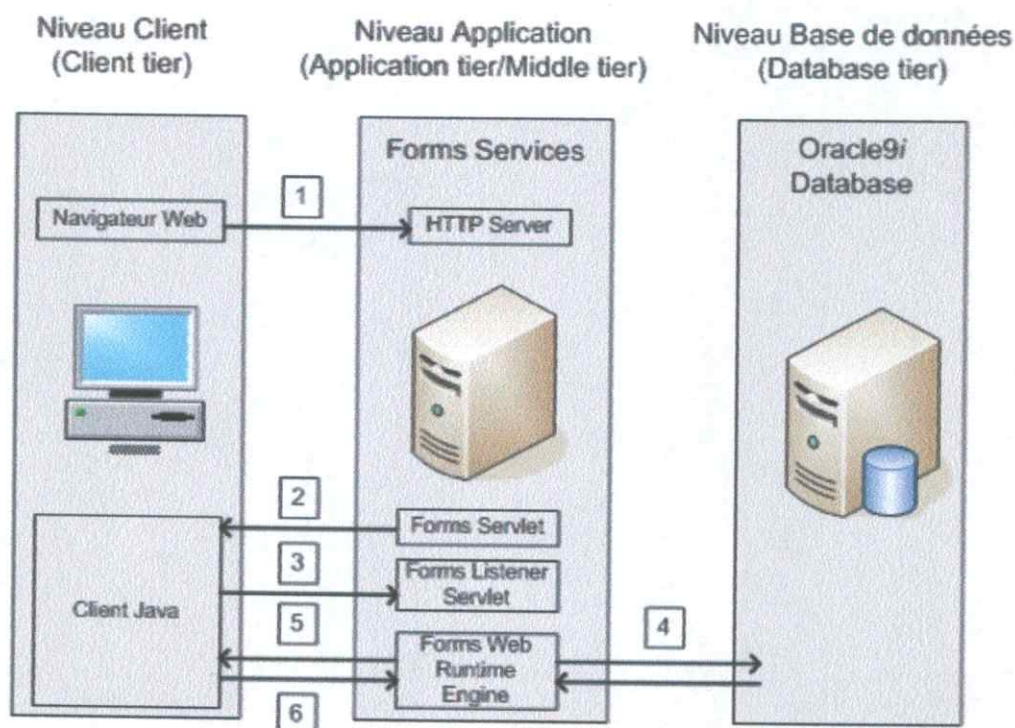 Niveau Client
(Client tier)
Niveau Application
(Application tier/Middle tier)
Niveau Base de données
(Database tier)
Forms Services
Oracle9i
Database
1
Navigateur Web
HTTP Server
2
Forms Servlet
3
Forms Listener
Servlet
Client Java
5
4
Forms Web
Runtime
Engine
6